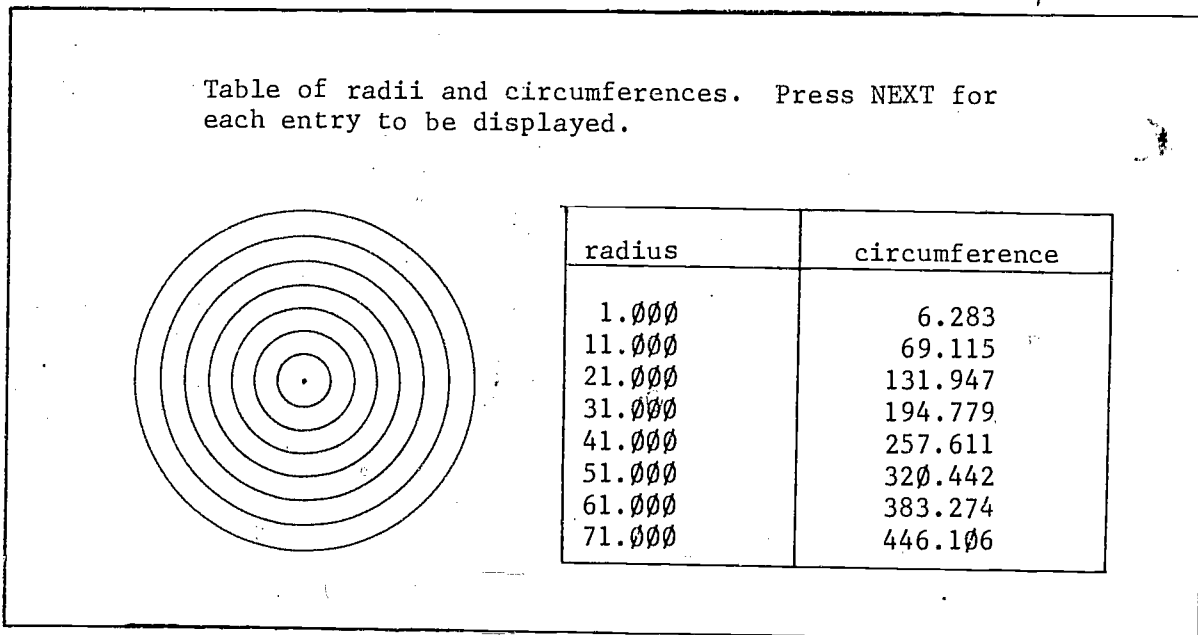 Table of radii and circumferences. Press NEXT for
each entry to be displayed.
radius circumference
1.ØØØ 6.283
11.ØØØ 69.115
21.ØØØ 131.947
31.ØØØ 194.779
41.ØØØ 257.611
51.ØØØ 32Ø.442
61.ØØØ 383.274
71.ØØØ 446.1Ø6